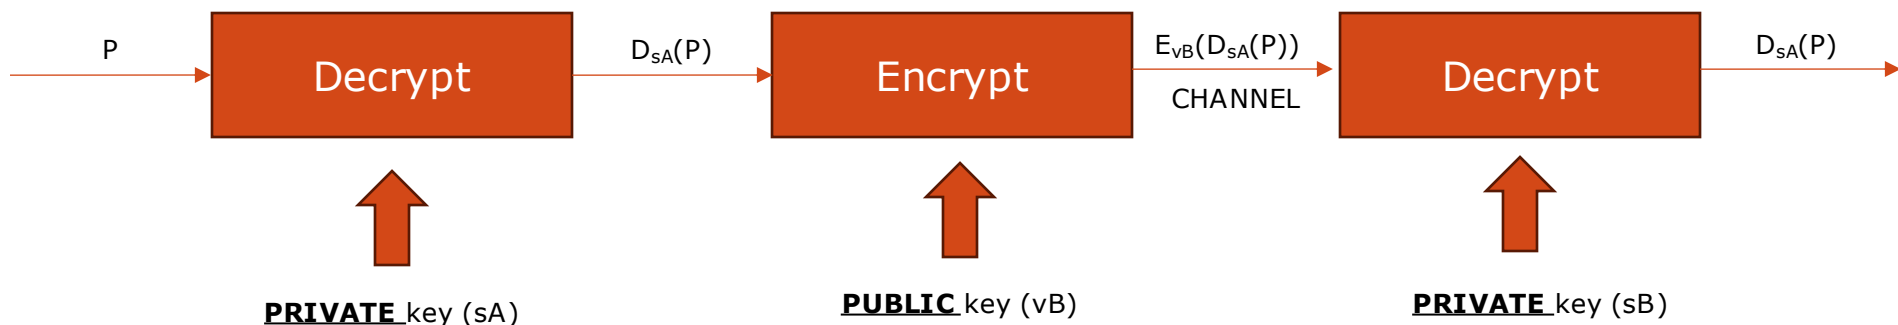 P
Decrypt
DsA(P)
Encrypt
EvB(DsA(P))
CHANNEL
Decrypt
DsA(P)
PRIVATE key (sA)
PUBLIC key (vB)
PRIVATE key (sB)